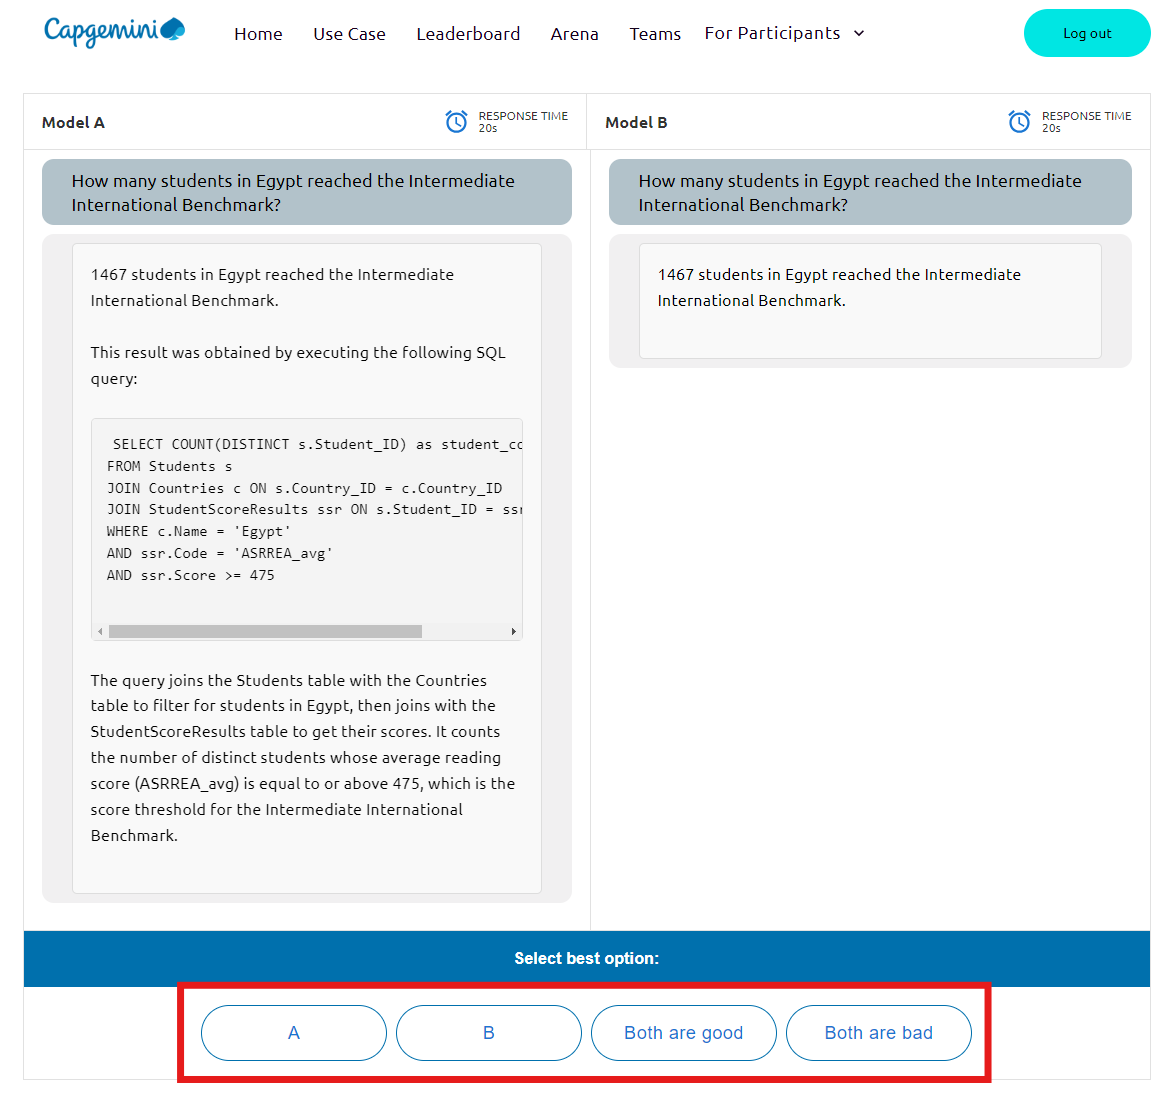 Capgemini
Home Use Case Leaderboard Arena Teams For Participants
Log out
Model A
RESPONSE TIME
20s
Model B
RESPONSE TIME
20s
How many students in Egypt reached the Intermediate
International Benchmark?
1467 students in Egypt reached the Intermediate
International Benchmark.
This result was obtained by executing the following SQL
query:
SELECT COUNT(DISTINCT s.Student_ID) as student_co
FROM Students s
JOIN Countries c ON s.Country_ID = c.Country_ID
JOIN StudentScoreResults ssr ON s.Student_ID = ssr
WHERE c.Name = 'Egypt'
AND ssr.Code = 'ASRREA_avg'
AND ssr.Score >= 475
The query joins the Students table with the Countries
table to filter for students in Egypt, then joins with the
StudentScoreResults table to get their scores. It counts
the number of distinct students whose average reading
score (ASRREA_avg) is equal to or above 475, which is the
score threshold for the Intermediate International
Benchmark.
How many students in Egypt reached the Intermediate
International Benchmark?
1467 students in Egypt reached the Intermediate
International Benchmark.
Select best option:
A
B
Both are good
Both are bad